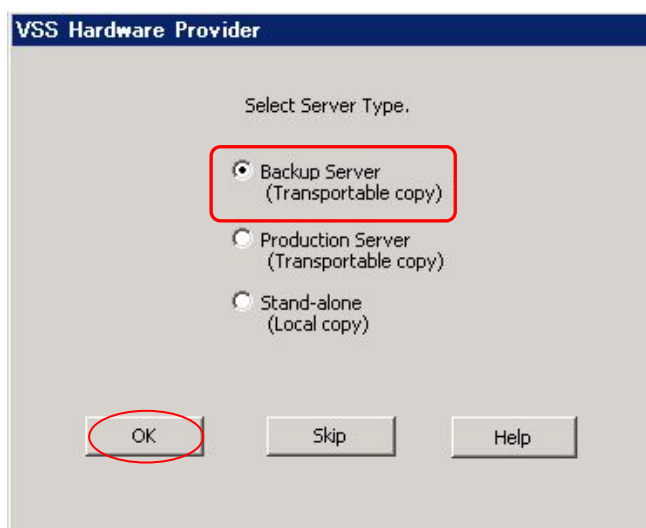 VSS Hardware Provider
Select Server Type.
Backup Server
(Transportable copy)
Production Server
(Transportable copy)
Stand-alone
(Local copy)
OK Skip Help